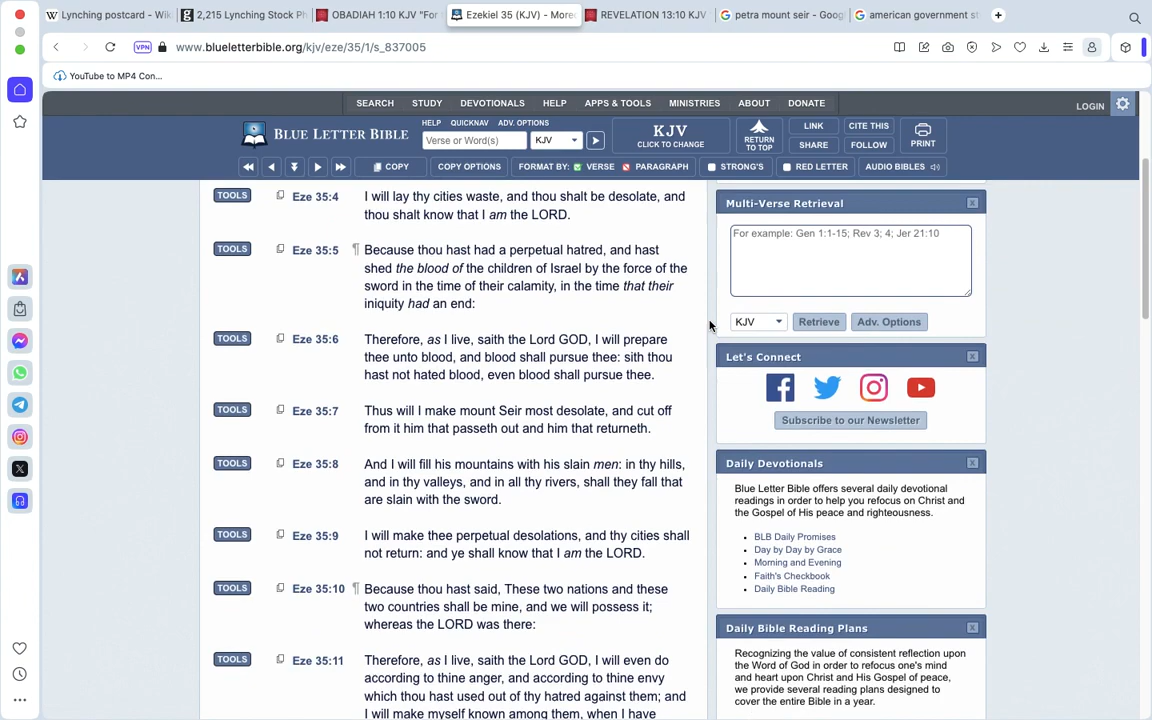 Lynching postcard - Wiki
2,215 Lynching Stock Ph
OBADIAH 1:10 KJV "For
Ezekiel 35 (KJV) - More
REVELATION 13:10 KJV
petra mount seir - Goog
american government st
VPN
www.blueletterbible.org/kjv/eze/35/1/s_837005
YouTube to MP4 Con...
SEARCH STUDY DEVOTIONALS HELP APPS & TOOLS MINISTRIES ABOUT DONATE
LOGIN
BLUE LETTER BIBLE
HELP QUICKNAV ADV. OPTIONS
Verse or Word(s)
KJV
KJV
CLICK TO CHANGE
RETURN
TO TOP
LINK
CITE THIS
SHARE
FOLLOW
PRINT
COPY
COPY OPTIONS
FORMAT BY: VERSE PARAGRAPH
STRONG'S
RED LETTER
AUDIO BIBLES
TOOLS Eze 35:4 I will lay thy cities waste, and thou shalt be desolate, and
thou shalt know that I am the LORD.
TOOLS Eze 35:5 ¶ Because thou hast had a perpetual hatred, and hast
shed the blood of the children of Israel by the force of the
sword in the time of their calamity, in the time that their
iniquity had an end:
TOOLS Eze 35:6 Therefore, as I live, saith the Lord GOD, I will prepare
thee unto blood, and blood shall pursue thee: sith thou
hast not hated blood, even blood shall pursue thee.
TOOLS Eze 35:7 Thus will I make mount Seir most desolate, and cut off
from it him that passeth out and him that returneth.
TOOLS Eze 35:8 And I will fill his mountains with his slain men: in thy hills,
and in thy valleys, and in all thy rivers, shall they fall that
are slain with the sword.
TOOLS Eze 35:9 I will make thee perpetual desolations, and thy cities shall
not return: and ye shall know that I am the LORD.
TOOLS Eze 35:10 ¶ Because thou hast said, These two nations and these
two countries shall be mine, and we will possess it;
whereas the LORD was there:
TOOLS Eze 35:11 Therefore, as I live, saith the Lord GOD, I will even do
according to thine anger, and according to thine envy
which thou hast used out of thy hatred against them; and
I will make myself known among them, when I have
Multi-Verse Retrieval
For example: Gen 1:1-15; Rev 3; 4; Jer 21:10
KJV
Retrieve
Adv. Options
Let's Connect
Subscribe to our Newsletter
Daily Devotionals
Blue Letter Bible offers several daily devotional
readings in order to help you refocus on Christ and
the Gospel of His peace and righteousness.
BLB Daily Promises
Day by Day by Grace
Morning and Evening
Faith's Checkbook
Daily Bible Reading
Daily Bible Reading Plans
Recognizing the value of consistent reflection upon
the Word of God in order to refocus one's mind
and heart upon Christ and His Gospel of peace,
we provide several reading plans designed to
cover the entire Bible in a year.